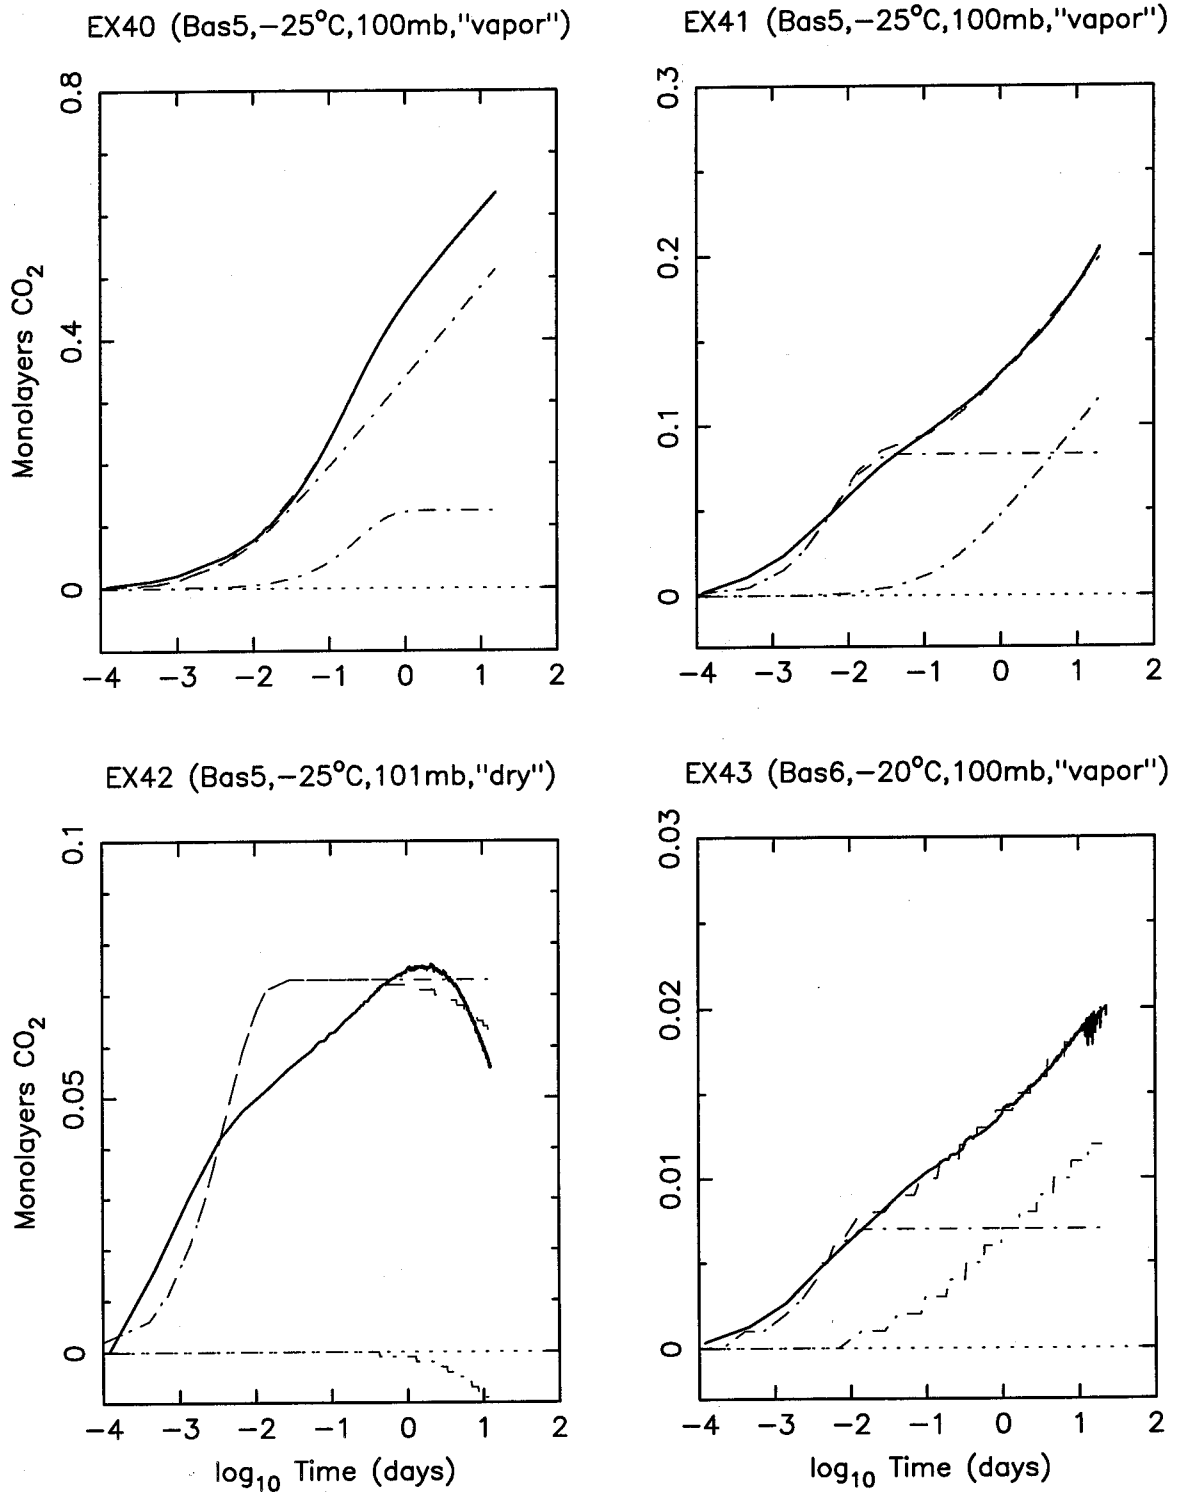 EX40 (Bas5,−25°C,100mb,"vapor")
0.8
0.4
0
Monolayers CO₂
−4 −3 −2 −1 0 1 2
EX41 (Bas5,−25°C,100mb,"vapor")
0.3
0.2
0.1
0
−4 −3 −2 −1 0 1 2
EX42 (Bas5,−25°C,101mb,"dry")
0.1
0.05
0
Monolayers CO₂
−4 −3 −2 −1 0 1 2
log₁₀ Time (days)
EX43 (Bas6,−20°C,100mb,"vapor")
0.03
0.02
0.01
0
−4 −3 −2 −1 0 1 2
log₁₀ Time (days)